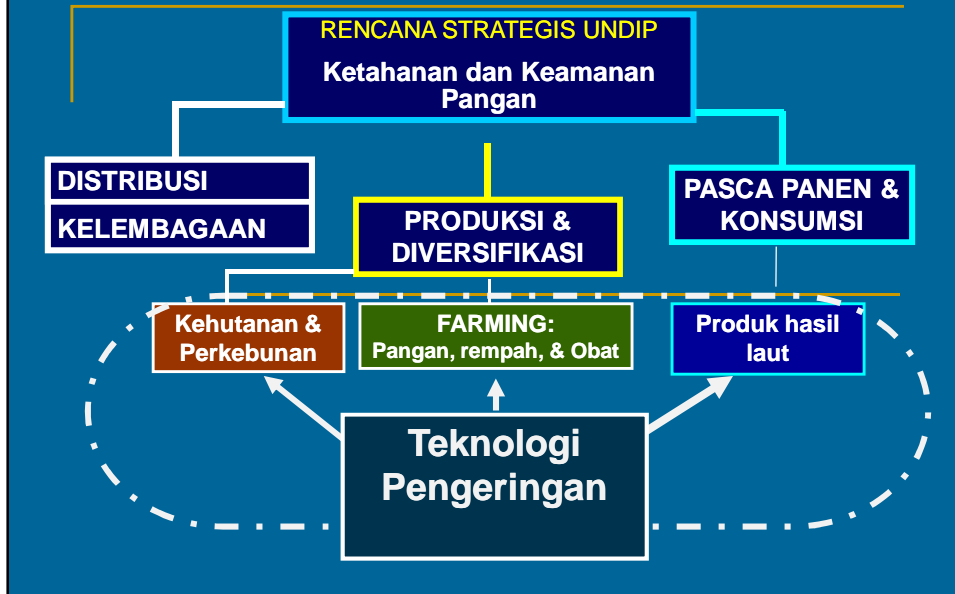 RENCANA STRATEGIS UNDIP
Ketahanan dan Keamanan
Pangan
DISTRIBUSI
KELEMBAGAAN
PRODUKSI &
DIVERSIFIKASI
PASCA PANEN &
KONSUMSI
Kehutanan &
Perkebunan
FARMING:
Pangan, rempah, & Obat
Produk hasil
laut
Teknologi
Pengeringan